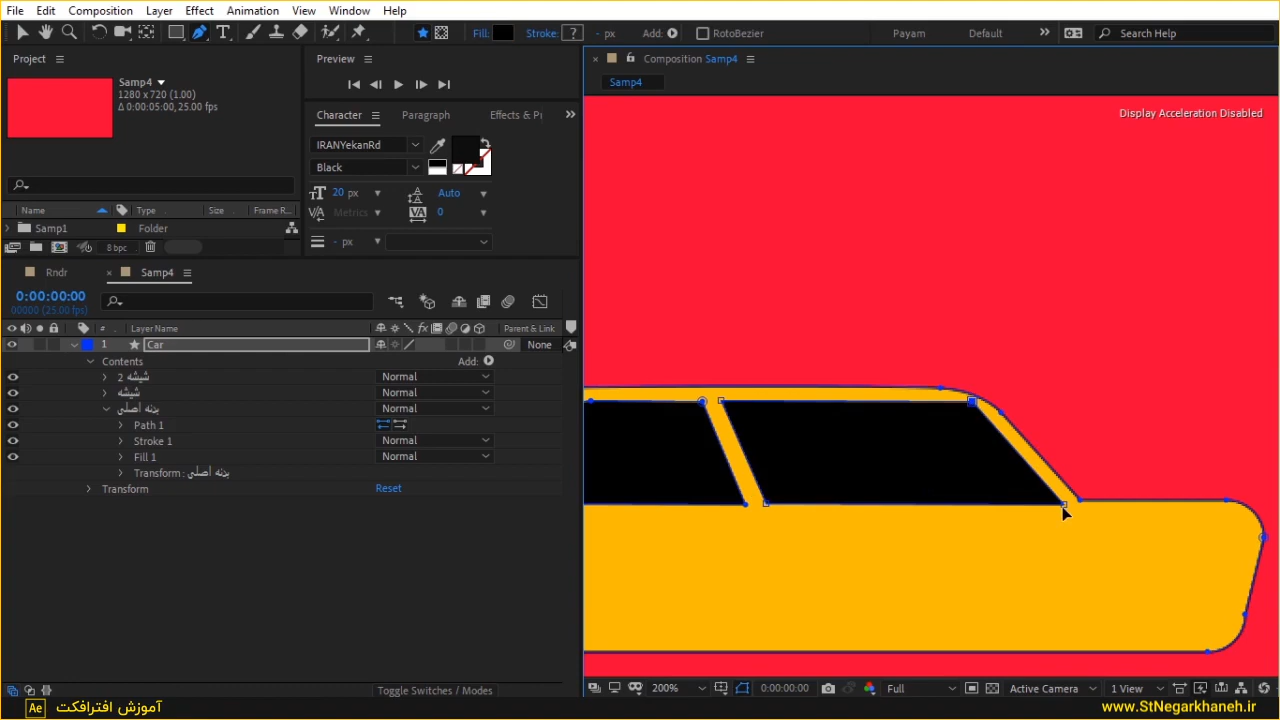 File Edit Composition Layer Effect Animation View Window Help
Fill: Stroke: ? - px Add: RotoBezier Payam Default Search Help
Project Preview Composition Samp4
Samp4
1280 x 720 (1.00)
Δ 0:00:05:00, 25.00 fps
Samp4
Display Acceleration Disabled
Character Paragraph Effects & Pi
IRANYekanRd
Black
20 px Auto
Metrics 0
- px
Name Type Size Frame R...
Samp1 Folder
8 bpc
Rndr Samp4
0:00:00:00
00000 (25.00 fps)
# Layer Name Parent & Link
1 Car None
Contents Add:
شیشه 2 Normal
شیشه Normal
بدنه اصلی Normal
Path 1
Stroke 1 Normal
Fill 1 Normal
Transform : بدنه اصلی
Transform Reset
Toggle Switches / Modes
200% 0:00:00:00 Full Active Camera 1 View
Ae آموزش افترافکت www.StNegarkhaneh.ir